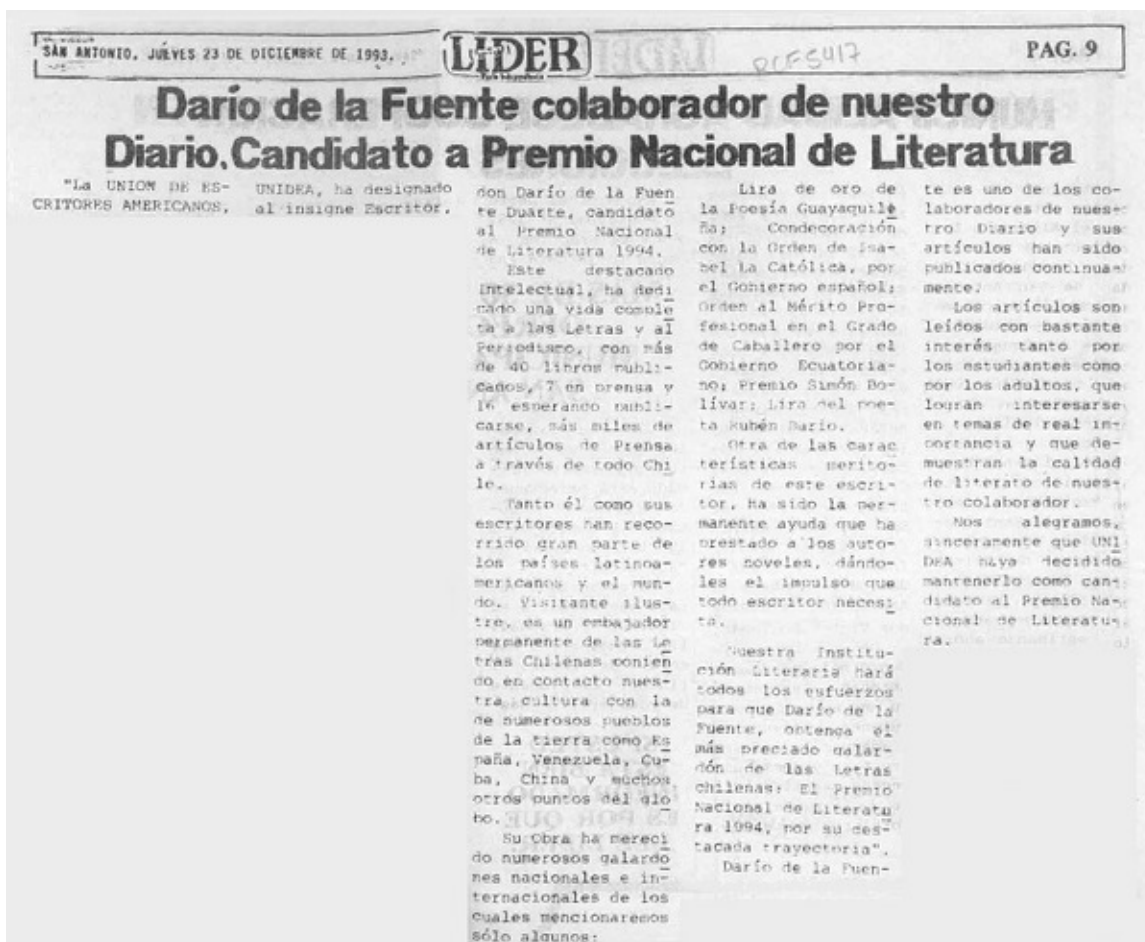 SAN ANTONIO, JUEVES 23 DE DICIEMBRE DE 1993.
LIDER
RCF5417
PAG. 9
Darío de la Fuente colaborador de nuestro
Diario.Candidato a Premio Nacional de Literatura
"La UNION DE ES-
CRITORES AMERICANOS,
UNIDEA, ha designado
al insigne Escritor,
don Darío de la Fuen
te Duarte, candidato
al Premio Nacional
de Literatura 1994.
Este destacado
Intelectual, ha dedi
cado una vida comple
ta a las Letras y al
Periodismo, con más
de 40 libros publi-
cados, 7 en prensa y
16 esperando publi-
carse, más miles de
artículos de Prensa
a través de todo Chi
le.
Tanto él como sus
escritores han reco-
rrido gran parte de
los países latinoa-
mericanos y el mun-
do. Visitante ilus-
tre, es un embajador
permanente de las Le
tras Chilenas ponien
do en contacto nues-
tra cultura con la
de numerosos pueblos
de la tierra como Es
paña, Venezuela, Cu-
ba, China y muchos
otros puntos del glo
bo.
Su Obra ha mereci
do numerosos galardo
nes nacionales e in-
ternacionales de los
cuales mencionaremos
sólo algunos:
Lira de oro de
la Poesía Guayaquile
ña; Condecoración
con la Orden de Isa-
bel La Católica, por
el Gobierno español;
Orden al Mérito Pro-
fesional en el Grado
de Caballero por el
Gobierno Ecuatoria-
no; Premio Simón Bo-
lívar; Lira del poe-
ta Rubén Darío.
Otra de las carac
terísticas merito-
rias de este escri-
tor, ha sido la per-
manente ayuda que ha
prestado a los auto-
res noveles, dándo-
les el impulso que
todo escritor necesi
ta.
Nuestra Institu-
ción Literaria hará
todos los esfuerzos
para que Darío de la
Fuente, obtenga el
más preciado galar-
dón de las Letras
chilenas: El Premio
Nacional de Literatu
ra 1994, por su des-
tacada trayectoria".
Darío de la Fuen-
te es uno de los co-
laboradores de nues-
tro Diario y sus
artículos han sido
publicados continua-
mente.
Los artículos son
leídos con bastante
interés tanto por
los estudiantes como
por los adultos, que
logran interesarse
en temas de real im-
portancia y que de-
muestran la calidad
de literato de nues-
tro colaborador.
Nos alegramos,
sinceramente que UNI
DEA haya decidido
mantenerlo como can-
didato al Premio Na-
cional de Literatu-
ra.